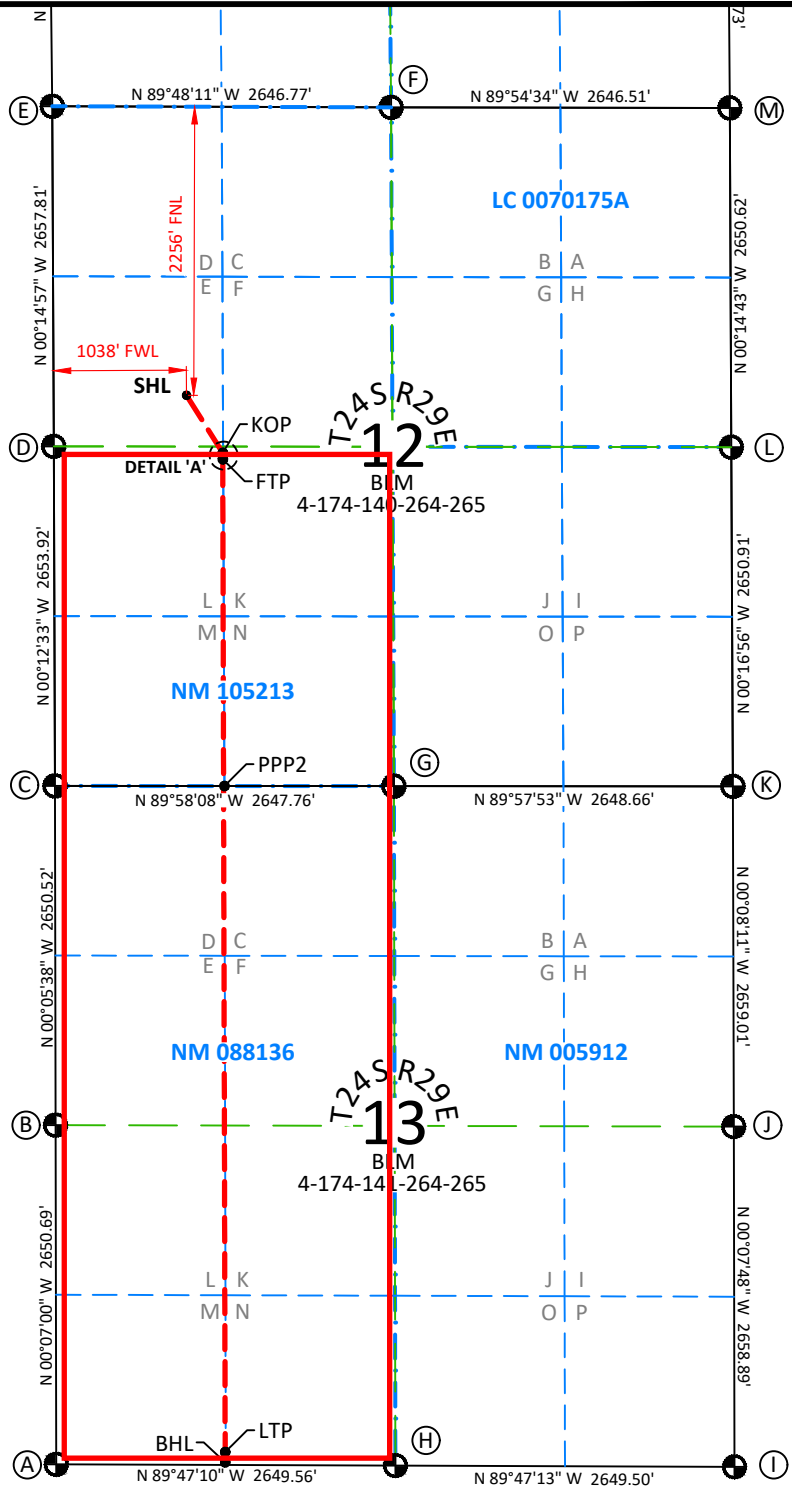 N
73'
F
N 89°48'11" W 2646.77'
N 89°54'34" W 2646.51'
E
M
N 00°14'57" W 2657.81'
2256' FNL
LC 0070175A
N 00°14'43" W 2650.62'
D C
B A
E F
G H
1038' FWL
SHL
KOP
T24S R29E
D
DETAIL 'A'
12
L
FTP
BLM
4-174-140-264-265
N 00°12'33" W 2653.92'
N 00°16'56" W 2650.91'
L K
J I
M N
O P
NM 105213
PPP2
G
C
K
N 89°58'08" W 2647.76'
N 89°57'53" W 2648.66'
N 00°05'38" W 2650.52'
N 00°08'11" W 2659.01'
D C
B A
E F
G H
NM 088136
NM 005912
T24S R29E
B
13
J
BLM
4-174-141-264-265
N 00°07'00" W 2650.69'
N 00°07'48" W 2658.89'
L K
J I
M N
O P
LTP
BHL
H
A
I
N 89°47'10" W 2649.56'
N 89°47'13" W 2649.50'